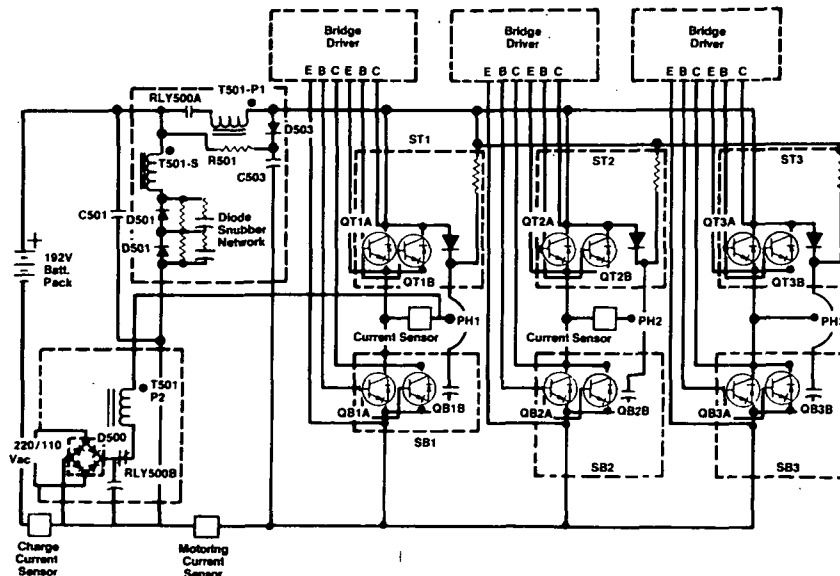 Bridge
Driver
Bridge
Driver
Bridge
Driver
E B C E B C
E B C E B C
E B C E B C
RLY500A
T501-P1
D503
R501
C503
T501-S
C501
D501
D501
Diode
Snubber
Network
192V
Batt.
Pack
ST1
ST2
ST3
QT1A
QT1B
QT2A
QT2B
QT3A
QT3B
PH1
PH2
Current Sensor
Current Sensor
T501
P2
D500
220/110
Vac
RLY500B
QB1A
QB1B
QB2A
QB2B
QB3A
QB3B
SB1
SB2
SB3
Charge
Current
Sensor
Motoring
Current
Sensor